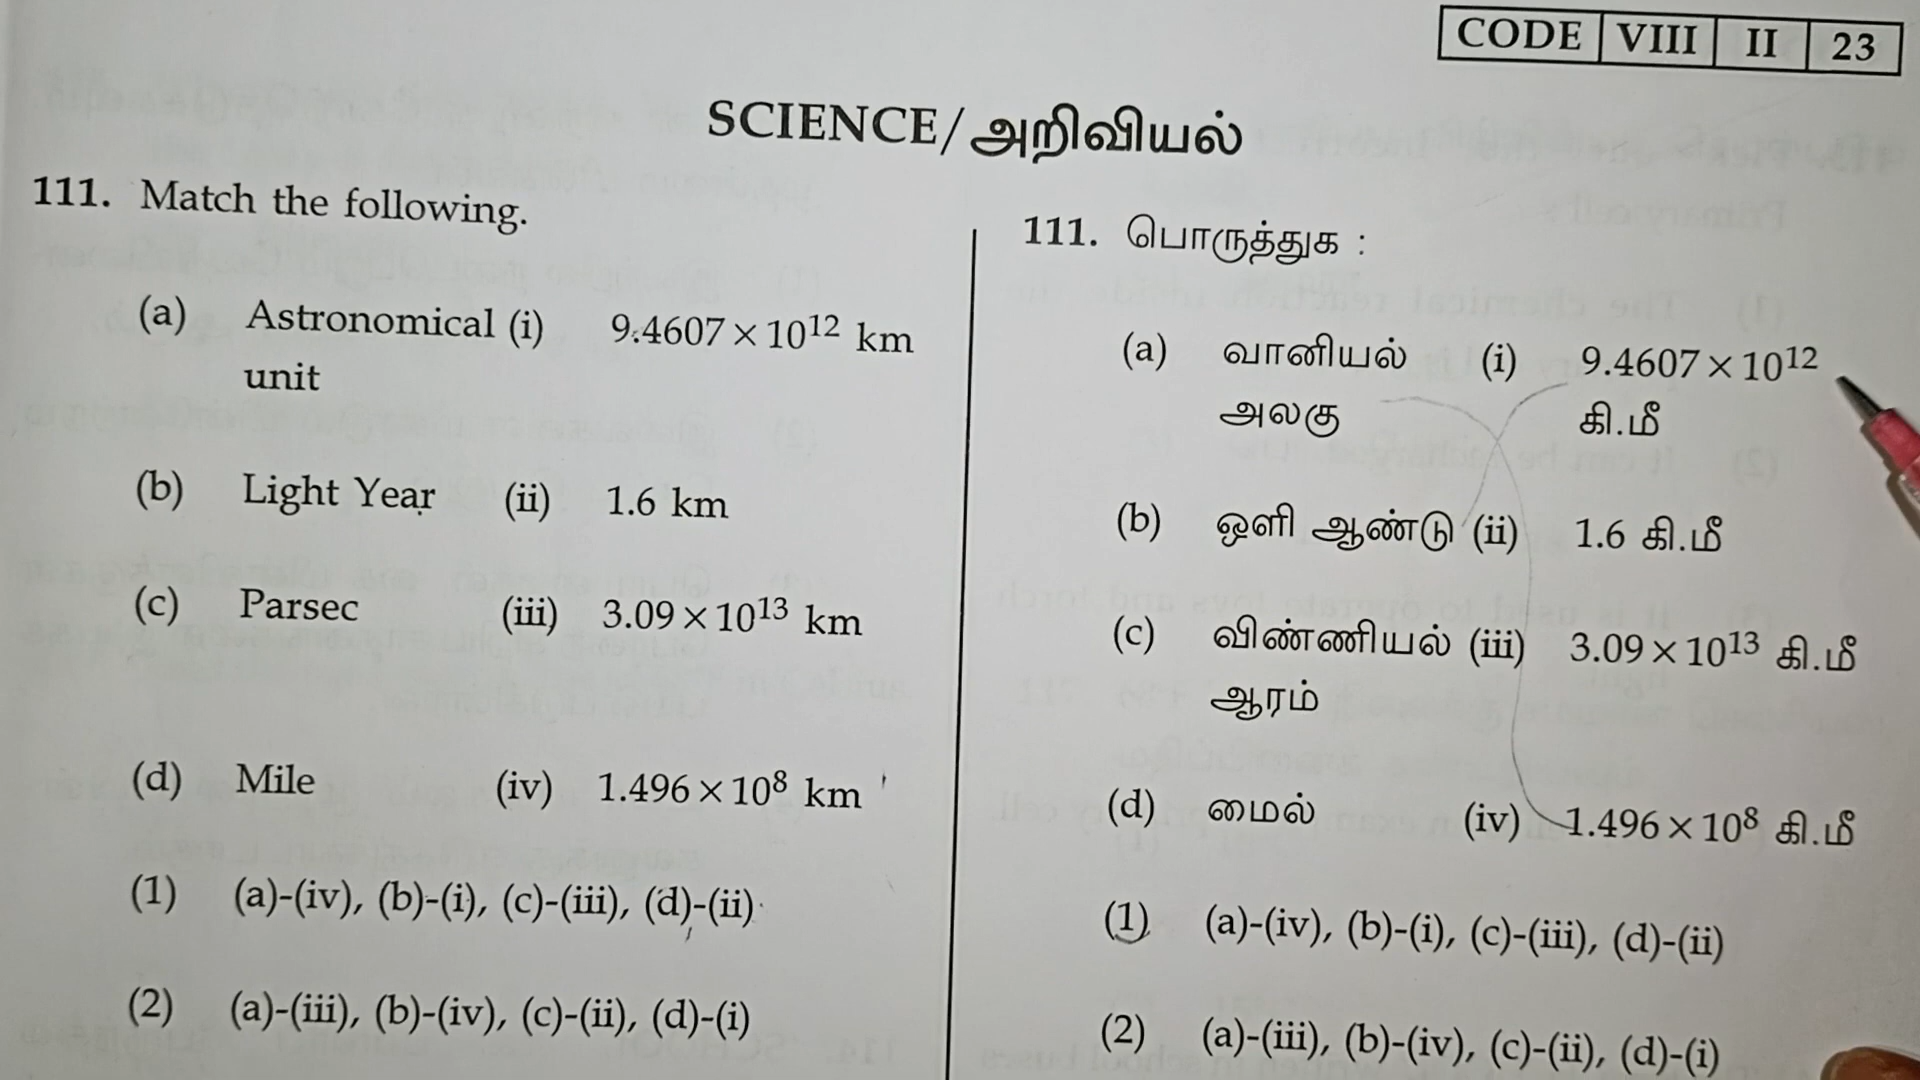 CODE VIII II 23
SCIENCE/அறிவியல்
111. Match the following.
(a) Astronomical (i) 9.4607 × 10¹² km
unit
(b) Light Year (ii) 1.6 km
(c) Parsec (iii) 3.09 × 10¹³ km
(d) Mile (iv) 1.496 × 10⁸ km
(1) (a)-(iv), (b)-(i), (c)-(iii), (d)-(ii)
(2) (a)-(iii), (b)-(iv), (c)-(ii), (d)-(i)
111. பொருத்துக :
(a) வானியல் (i) 9.4607 × 10¹²
அலகு கி.மீ
(b) ஒளி ஆண்டு (ii) 1.6 கி.மீ
(c) விண்ணியல் (iii) 3.09 × 10¹³ கி.மீ
ஆரம்
(d) மைல் (iv) 1.496 × 10⁸ கி.மீ
(1) (a)-(iv), (b)-(i), (c)-(iii), (d)-(ii)
(2) (a)-(iii), (b)-(iv), (c)-(ii), (d)-(i)